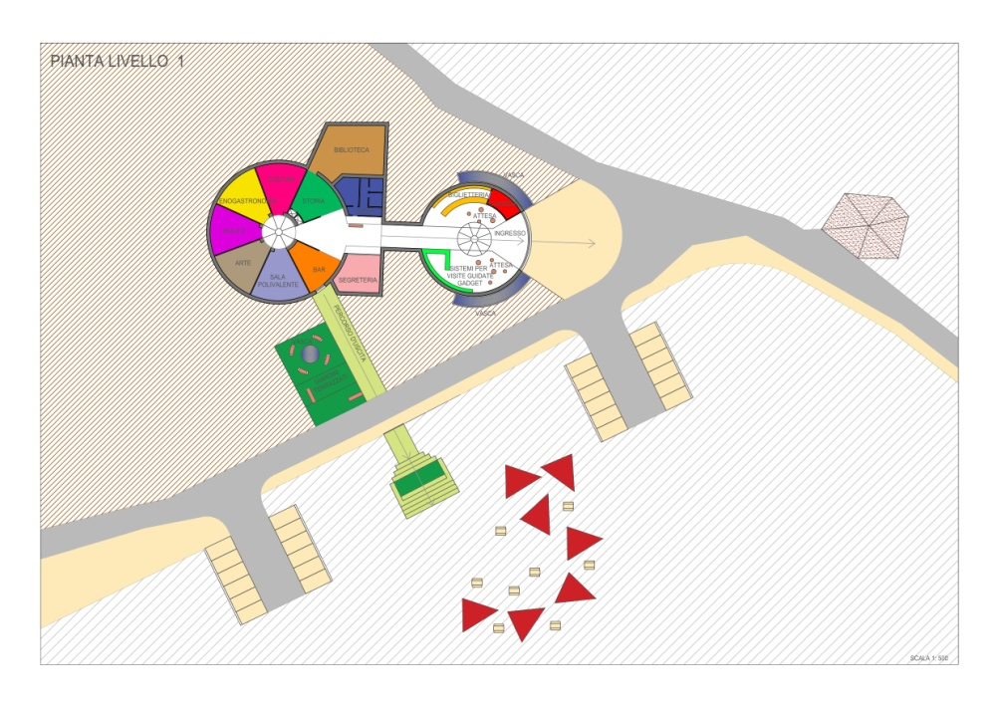 PIANTA LIVELLO 1
BIBLIOTECA
VASCA
BIGLIETTERIA
ENOGASTRONO
STORIA
ATTESA
INGRESSO
ARTE
BAR
SALA
POLIVALENTE
SEGRETERIA
ATTESA
SISTEMI PER
VISITE GUIDATE
GADGET
VASCA
PERCORSO D'USCITA
SCALA 1: 500